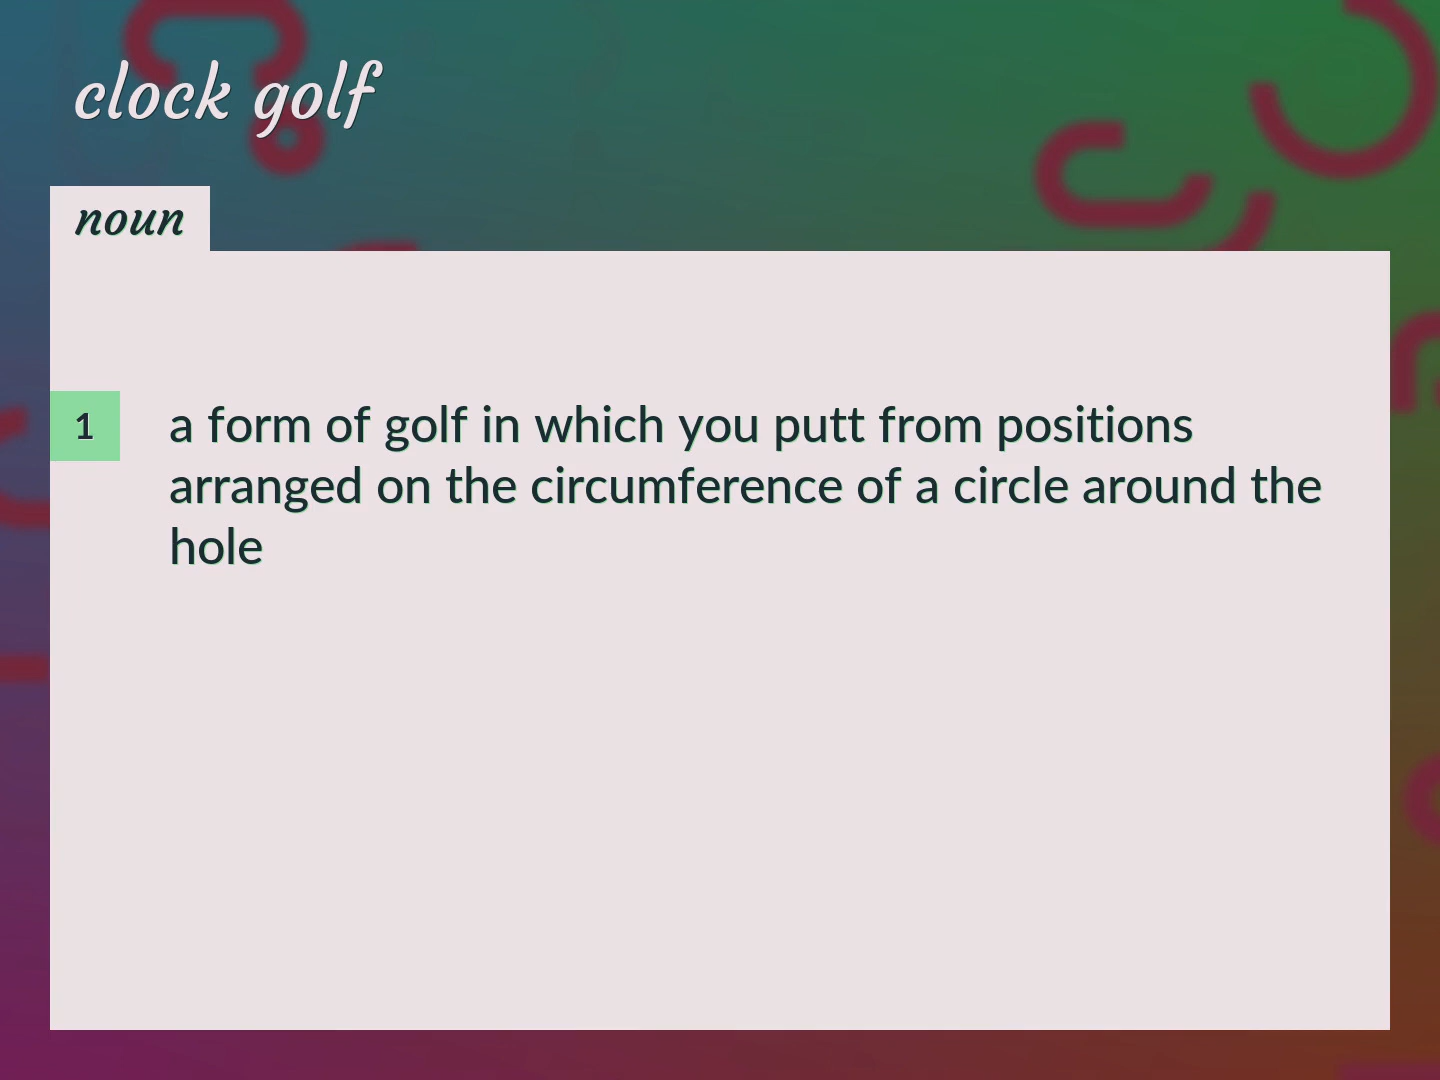 clock golf
noun
1
a form of golf in which you putt from positions
arranged on the circumference of a circle around the
hole